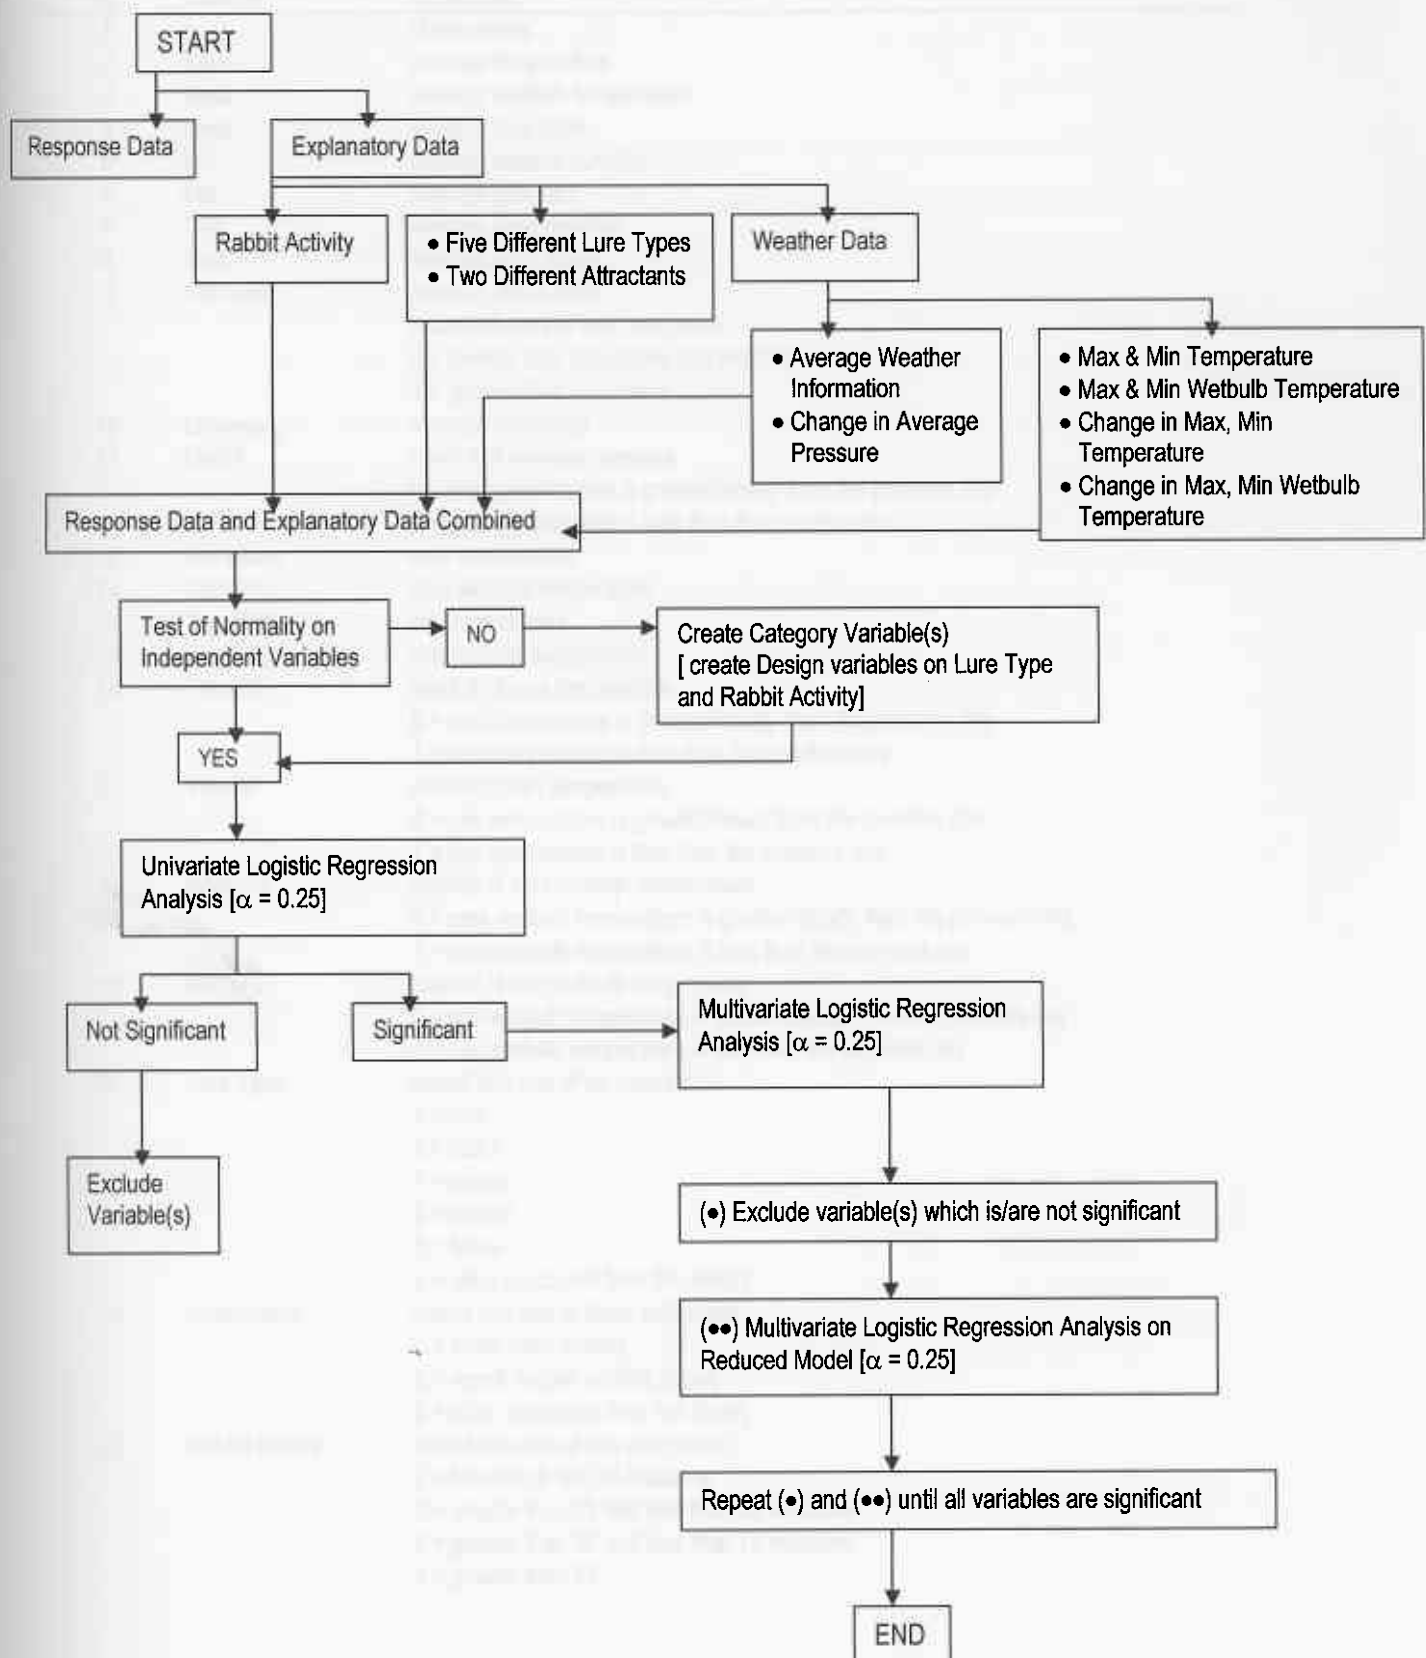 START
Response Data
Explanatory Data
Rabbit Activity
• Five Different Lure Types
• Two Different Attractants
Weather Data
• Average Weather
Information
• Change in Average
Pressure
• Max & Min Temperature
• Max & Min Wetbulb Temperature
• Change in Max, Min
Temperature
• Change in Max, Min Wetbulb
Temperature
Response Data and Explanatory Data Combined
Test of Normality on
Independent Variables
NO
Create Category Variable(s)
[ create Design variables on Lure Type
and Rabbit Activity]
YES
Univariate Logistic Regression
Analysis [α = 0.25]
Not Significant
Significant
Multivariate Logistic Regression
Analysis [α = 0.25]
Exclude
Variable(s)
(•) Exclude variable(s) which is/are not significant
(••) Multivariate Logistic Regression Analysis on
Reduced Model [α = 0.25]
Repeat (•) and (••) until all variables are significant
END